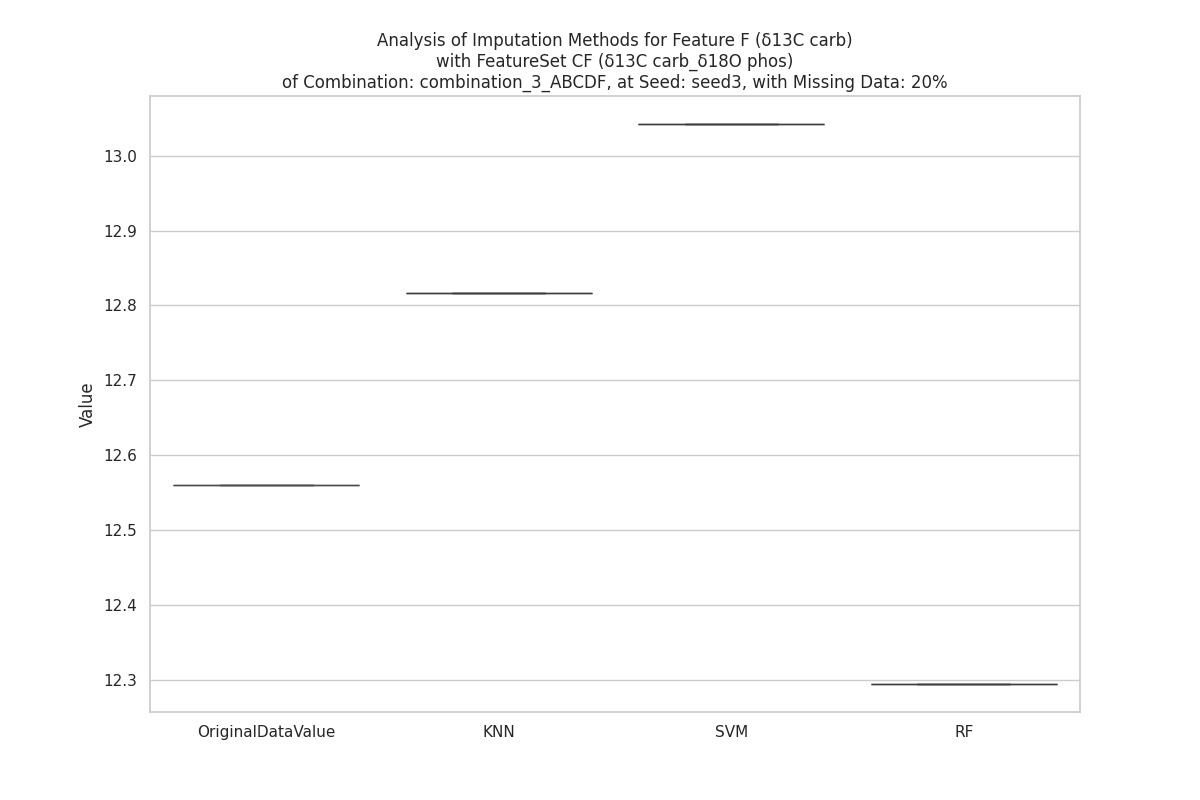 Analysis of Imputation Methods for Feature F (δ13C carb)
with FeatureSet CF (δ13C carb_δ18O phos)
of Combination: combination_3_ABCDF, at Seed: seed3, with Missing Data: 20%
13.0
12.9
12.8
12.7
12.6
12.5
12.4
12.3
Value
OriginalDataValue KNN SVM RF